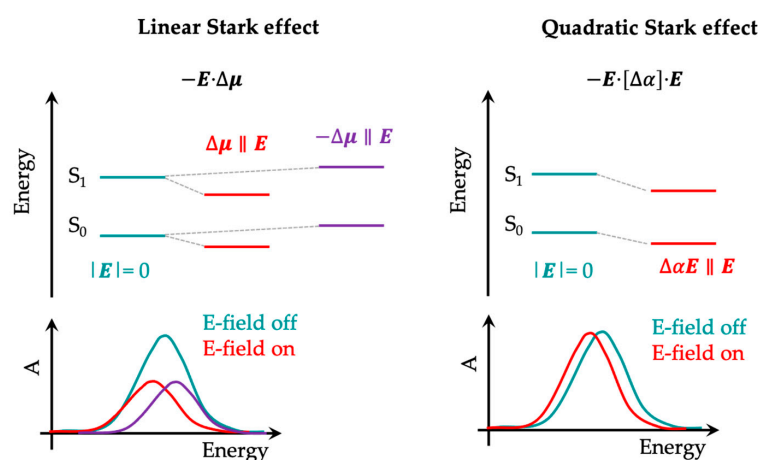 Linear Stark effect
−E·Δμ
Energy
Δμ ∥ E
−Δμ ∥ E
S₁
S₀
|E|= 0
E-field off
E-field on
A
Energy
Quadratic Stark effect
−E·[Δα]·E
Energy
S₁
S₀
|E|= 0
ΔαE ∥ E
E-field off
E-field on
A
Energy